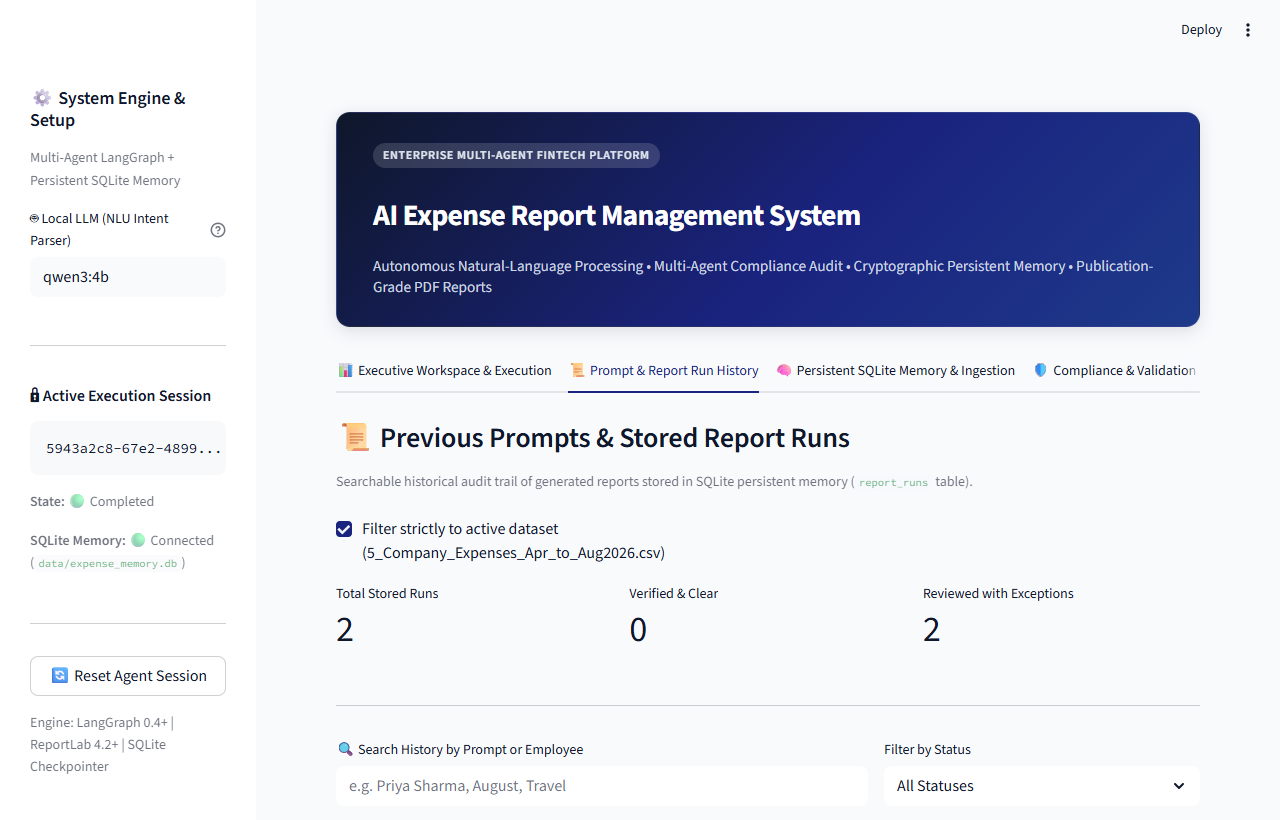 Deploy
System Engine &
Setup
Multi-Agent LangGraph +
Persistent SQLite Memory
Local LLM (NLU Intent
Parser)
qwen3:4b
Active Execution Session
5943a2c8-67e2-4899...
State: Completed
SQLite Memory: Connected
( data/expense_memory.db )
Reset Agent Session
Engine: LangGraph 0.4+ |
ReportLab 4.2+ | SQLite
Checkpointer
ENTERPRISE MULTI-AGENT FINTECH PLATFORM
AI Expense Report Management System
Autonomous Natural-Language Processing • Multi-Agent Compliance Audit • Cryptographic Persistent Memory • Publication-
Grade PDF Reports
Executive Workspace & Execution
Prompt & Report Run History
Persistent SQLite Memory & Ingestion
Compliance & Validation
Previous Prompts & Stored Report Runs
Searchable historical audit trail of generated reports stored in SQLite persistent memory ( report_runs table).
Filter strictly to active dataset
(5_Company_Expenses_Apr_to_Aug2026.csv)
Total Stored Runs
2
Verified & Clear
0
Reviewed with Exceptions
2
Search History by Prompt or Employee
e.g. Priya Sharma, August, Travel
Filter by Status
All Statuses